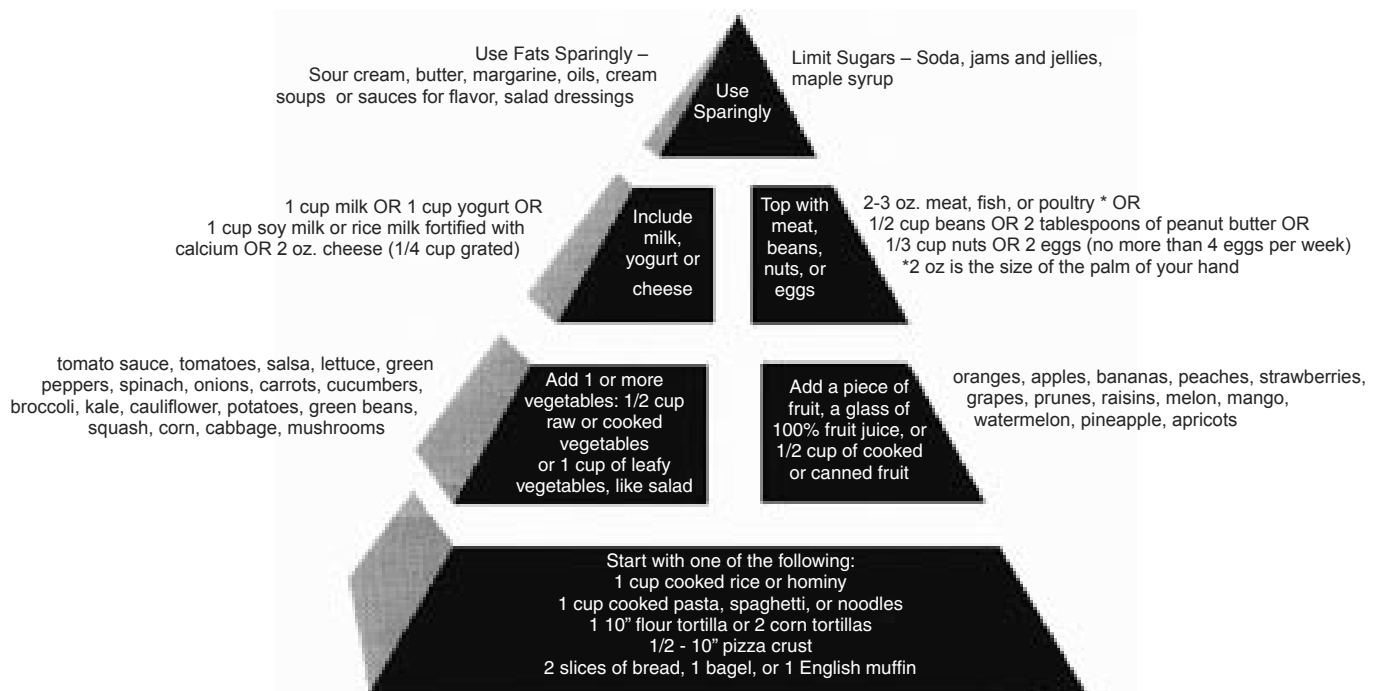 Use Fats Sparingly –
Sour cream, butter, margarine, oils, cream
soups or sauces for flavor, salad dressings
Use
Sparingly
Limit Sugars – Soda, jams and jellies,
maple syrup
1 cup milk OR 1 cup yogurt OR
1 cup soy milk or rice milk fortified with
calcium OR 2 oz. cheese (1/4 cup grated)
Include
milk,
yogurt or
cheese
Top with
meat,
beans,
nuts, or
eggs
2-3 oz. meat, fish, or poultry * OR
1/2 cup beans OR 2 tablespoons of peanut butter OR
1/3 cup nuts OR 2 eggs (no more than 4 eggs per week)
*2 oz is the size of the palm of your hand
tomato sauce, tomatoes, salsa, lettuce, green
peppers, spinach, onions, carrots, cucumbers,
broccoli, kale, cauliflower, potatoes, green beans,
squash, corn, cabbage, mushrooms
Add 1 or more
vegetables: 1/2 cup
raw or cooked
vegetables
or 1 cup of leafy
vegetables, like salad
Add a piece of
fruit, a glass of
100% fruit juice, or
1/2 cup of cooked
or canned fruit
oranges, apples, bananas, peaches, strawberries,
grapes, prunes, raisins, melon, mango,
watermelon, pineapple, apricots
Start with one of the following:
1 cup cooked rice or hominy
1 cup cooked pasta, spaghetti, or noodles
1 10” flour tortilla or 2 corn tortillas
1/2 - 10” pizza crust
2 slices of bread, 1 bagel, or 1 English muffin